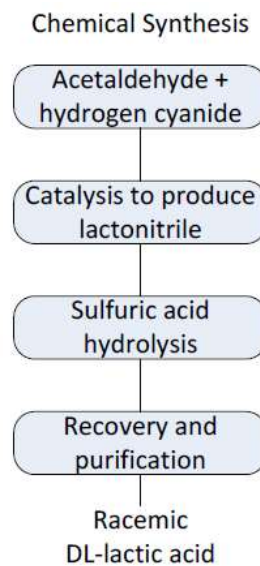 Chemical Synthesis
Acetaldehyde +
hydrogen cyanide
Catalysis to produce
lactonitrile
Sulfuric acid
hydrolysis
Recovery and
purification
Racemic
DL-lactic acid